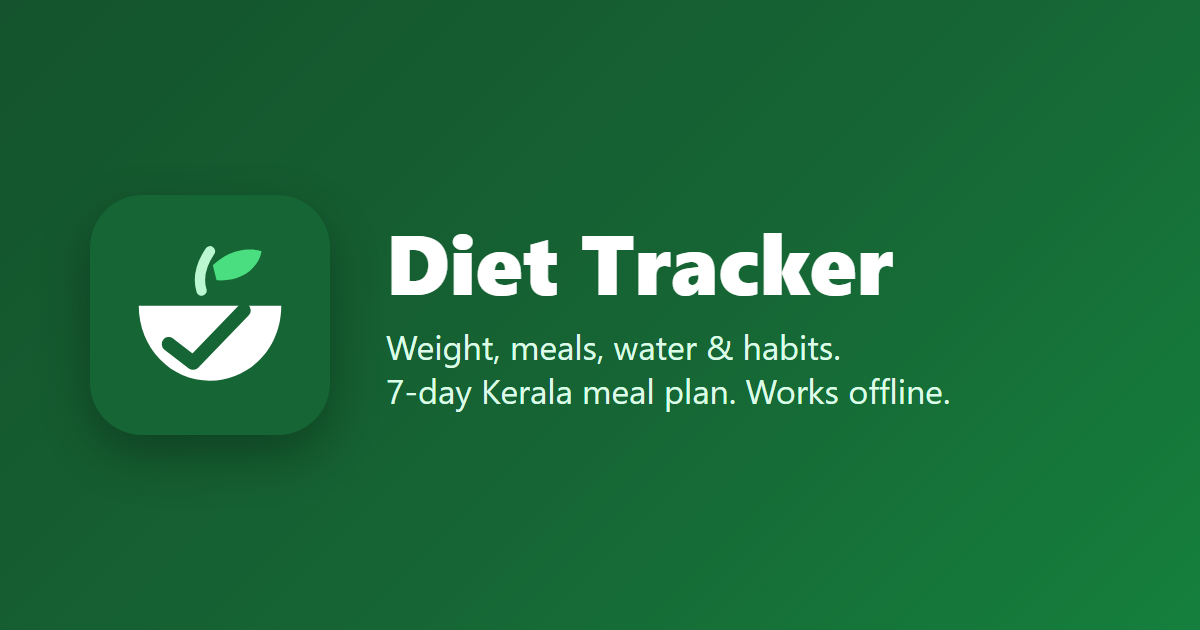 Diet Tracker
Weight, meals, water & habits.
7-day Kerala meal plan. Works offline.